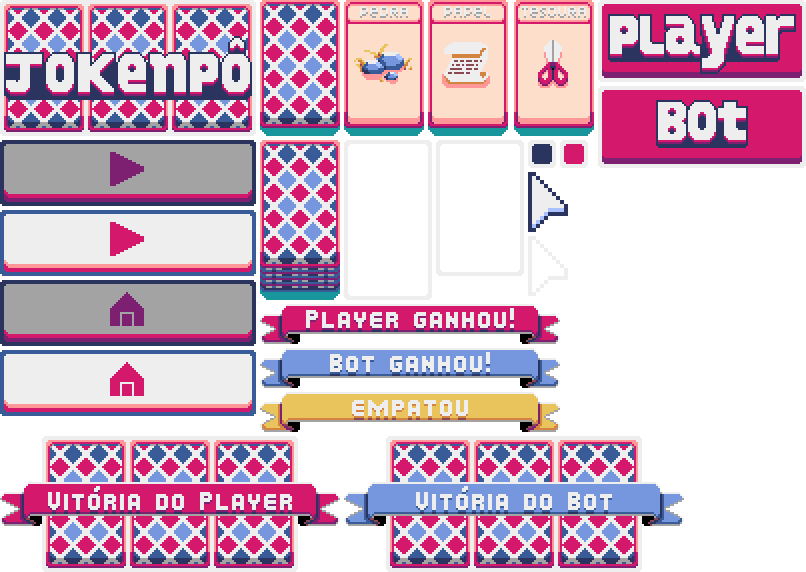 JOKENPÔ
PEDRA
PAPEL
TESOURA
Player
Bot
PLAYER GANHOU!
BOT GANHOU!
EMPATOU
VITÓRIA DO PLAYER
VITÓRIA DO BOT